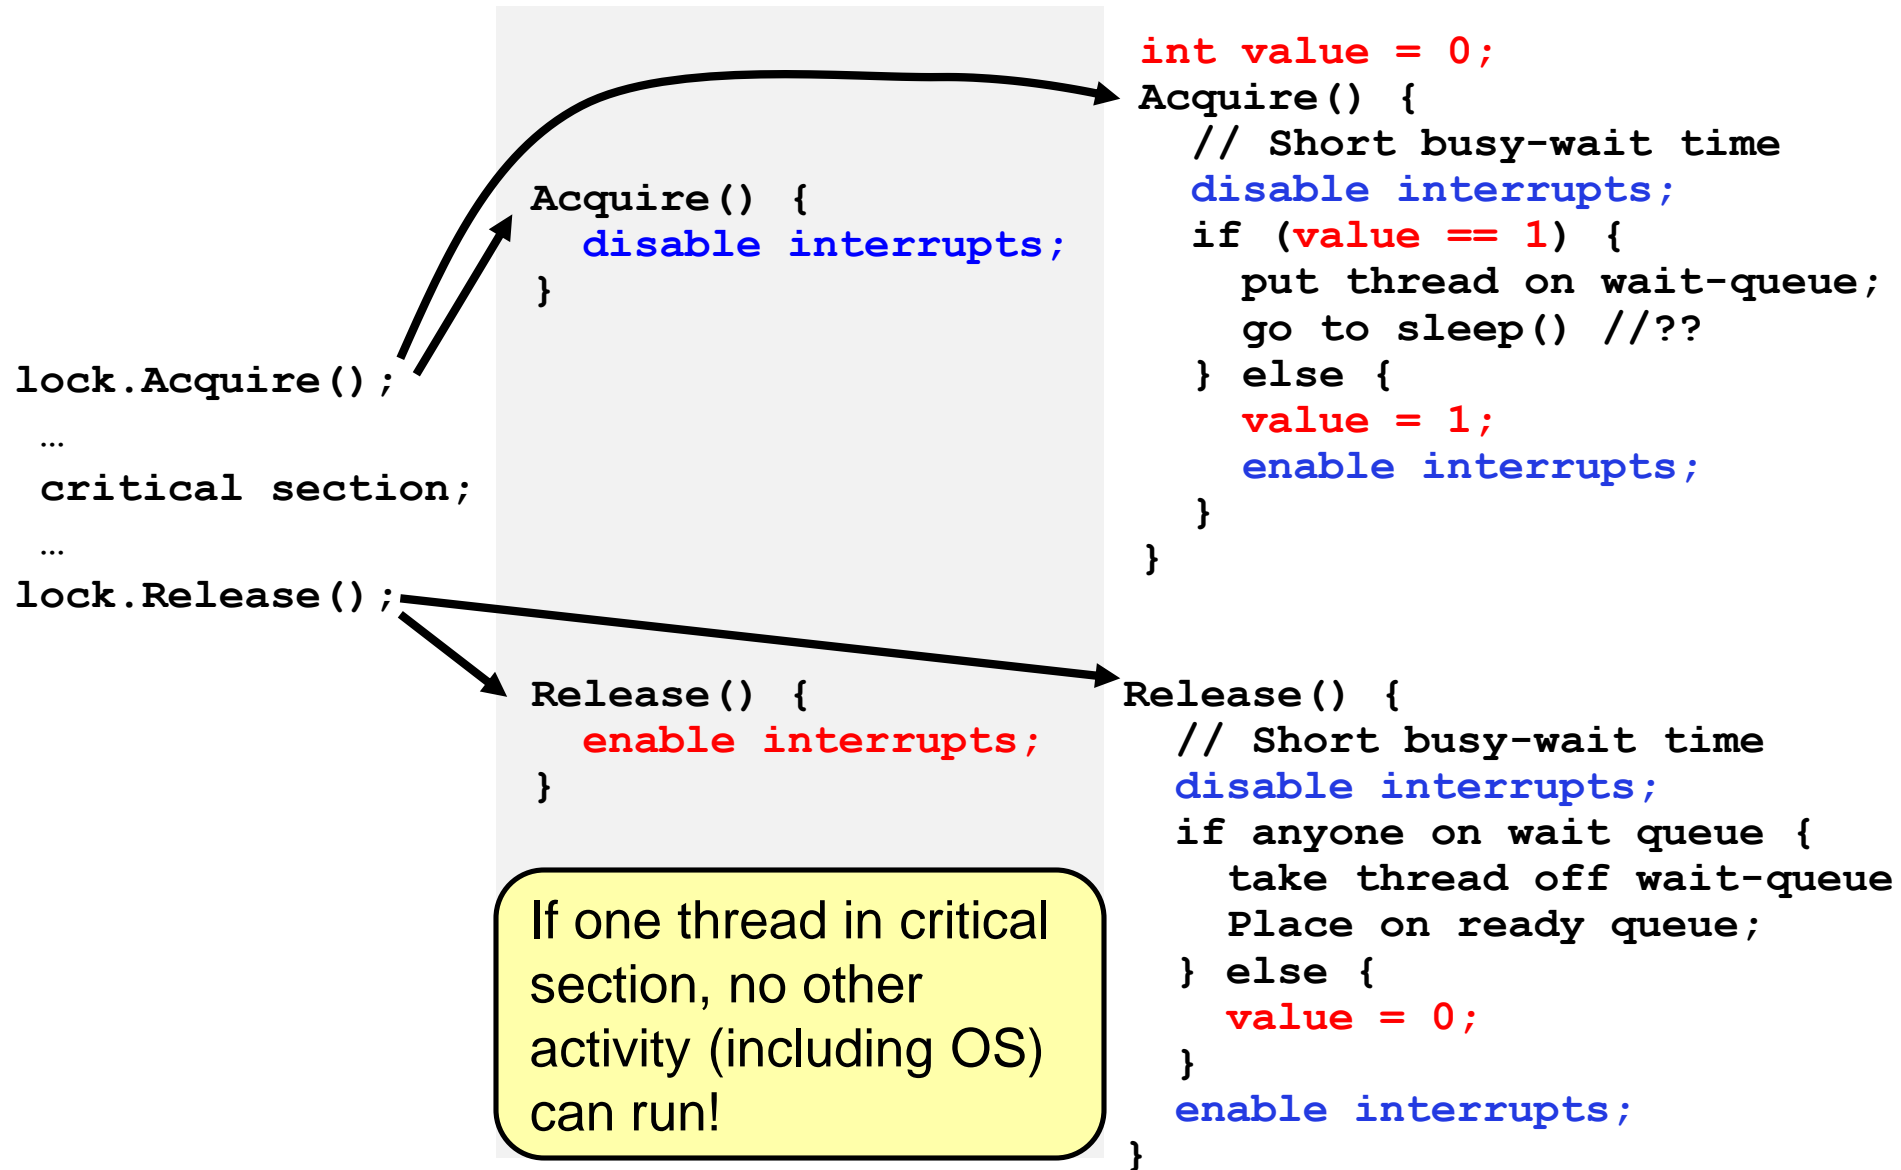 lock.Acquire();
…
critical section;
…
lock.Release();
Acquire() {
disable interrupts;
}
Release() {
enable interrupts;
}
If one thread in critical
section, no other
activity (including OS)
can run!
int value = 0;
Acquire() {
// Short busy-wait time
disable interrupts;
if (value == 1) {
put thread on wait-queue;
go to sleep() //??
} else {
value = 1;
enable interrupts;
}
}
Release() {
// Short busy-wait time
disable interrupts;
if anyone on wait queue {
take thread off wait-queue
Place on ready queue;
} else {
value = 0;
}
enable interrupts;
}